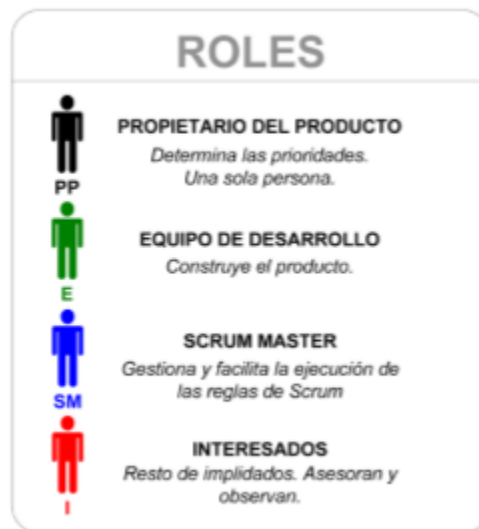 ROLES
PROPIETARIO DEL PRODUCTO
Determina las prioridades.
Una sola persona.
PP
EQUIPO DE DESARROLLO
Construye el producto.
E
SCRUM MASTER
Gestiona y facilita la ejecución de
las reglas de Scrum
SM
INTERESADOS
Resto de implidados. Asesoran y
observan.
I